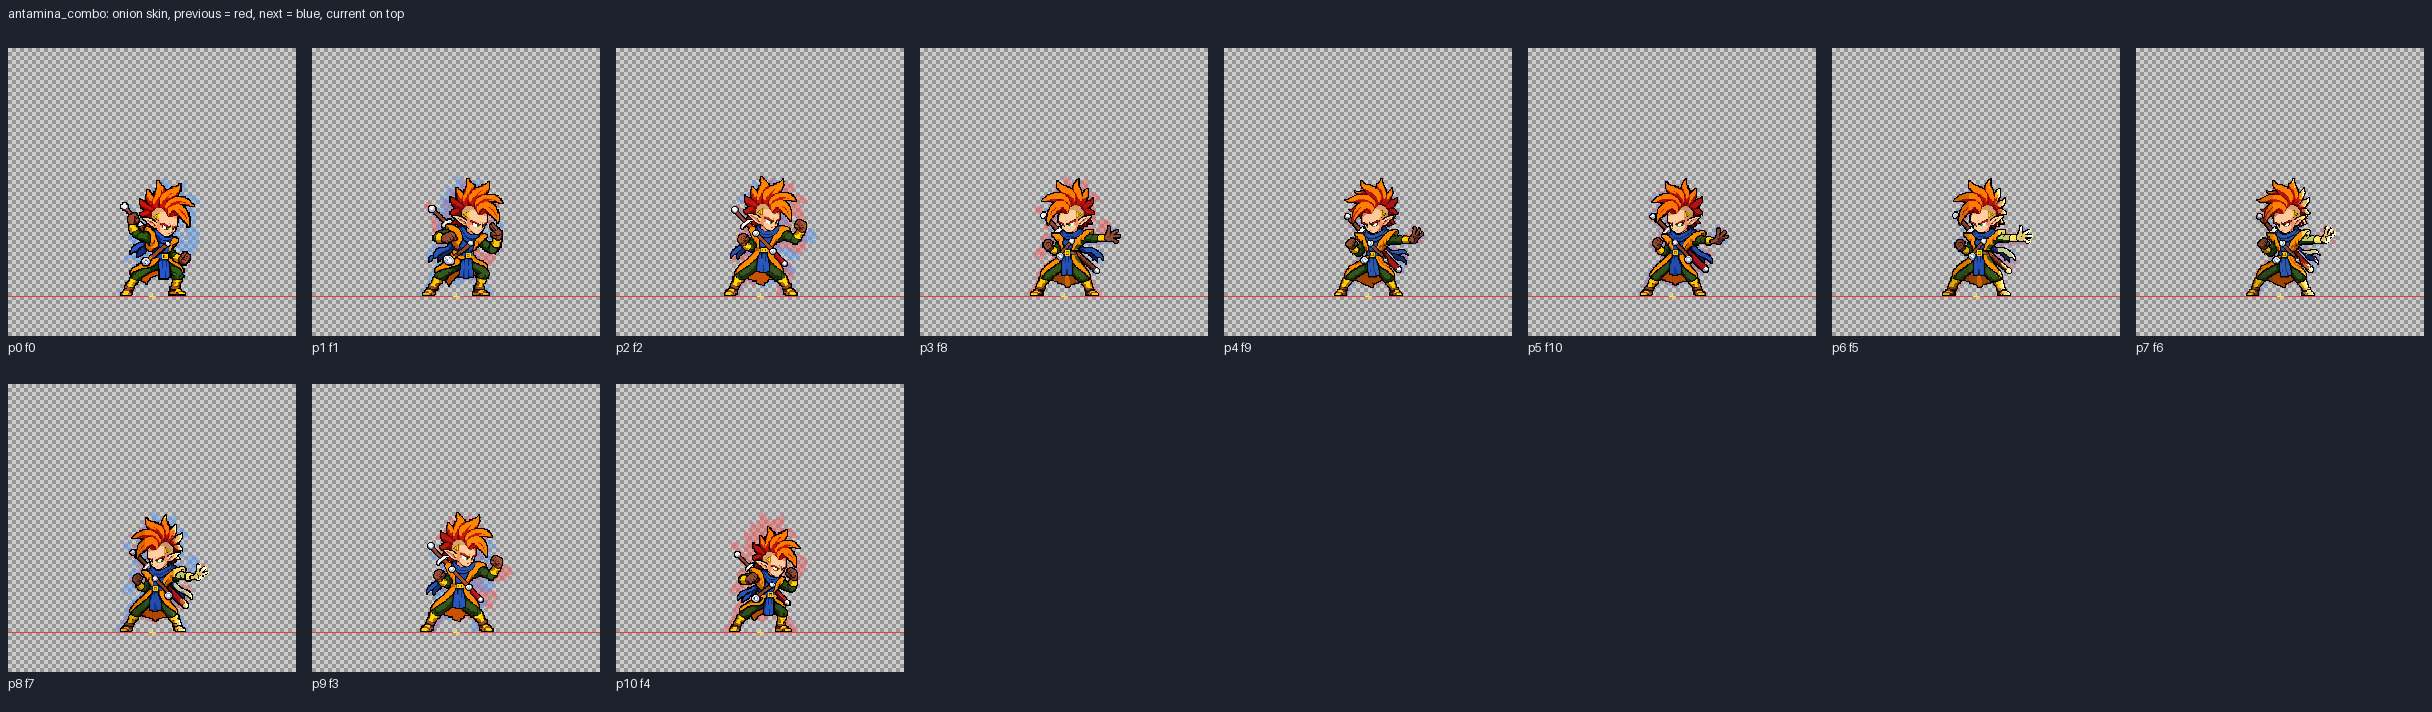 antamina_combo: onion skin, previous = red, next = blue, current on top
p0 f0
p1 f1
p2 f2
p3 f8
p4 f9
p5 f10
p6 f5
p7 f6
p8 f7
p9 f3
p10 f4